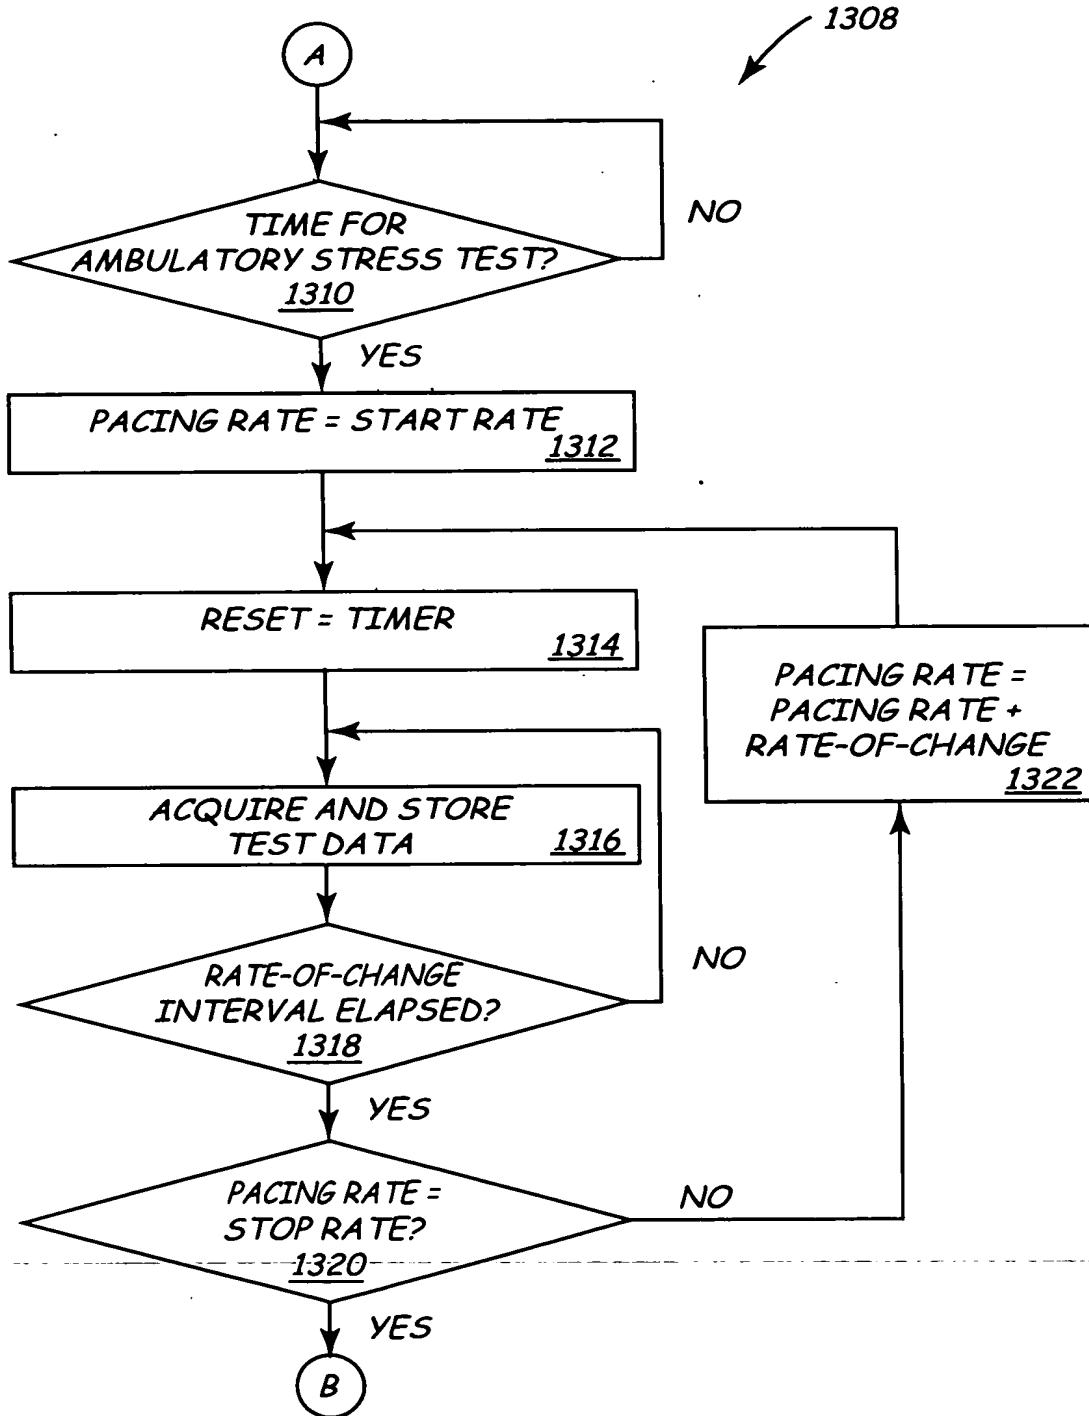 1308
A
TIME FOR
AMBULATORY STRESS TEST?
1310
NO
YES
PACING RATE = START RATE
1312
RESET = TIMER
1314
PACING RATE =
PACING RATE +
RATE-OF-CHANGE
1322
ACQUIRE AND STORE
TEST DATA
1316
RATE-OF-CHANGE
INTERVAL ELAPSED?
1318
NO
YES
PACING RATE =
STOP RATE?
1320
NO
YES
B